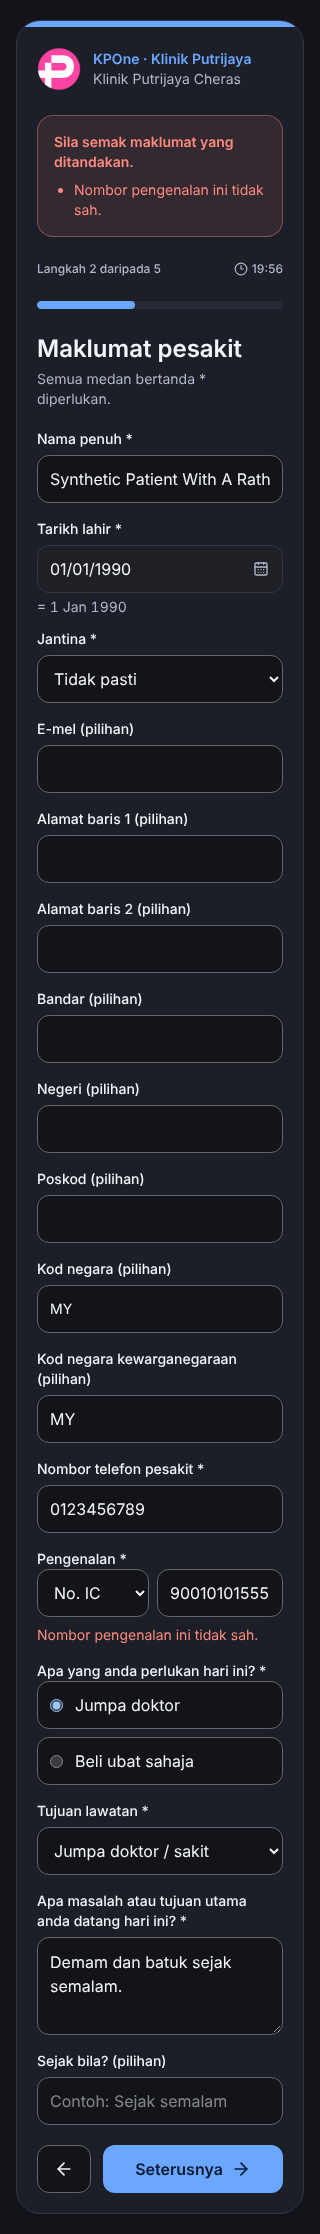 KPOne · Klinik Putrijaya
Klinik Putrijaya Cheras
Sila semak maklumat yang
ditandakan.
• Nombor pengenalan ini tidak
sah.
Langkah 2 daripada 5
19:56
Maklumat pesakit
Semua medan bertanda *
diperlukan.
Nama penuh *
Synthetic Patient With A Rath
Tarikh lahir *
01/01/1990
= 1 Jan 1990
Jantina *
Tidak pasti
E-mel (pilihan)
Alamat baris 1 (pilihan)
Alamat baris 2 (pilihan)
Bandar (pilihan)
Negeri (pilihan)
Poskod (pilihan)
Kod negara (pilihan)
MY
Kod negara kewarganegaraan
(pilihan)
MY
Nombor telefon pesakit *
0123456789
Pengenalan *
No. IC
90010101555
Nombor pengenalan ini tidak sah.
Apa yang anda perlukan hari ini? *
Jumpa doktor
Beli ubat sahaja
Tujuan lawatan *
Jumpa doktor / sakit
Apa masalah atau tujuan utama
anda datang hari ini? *
Demam dan batuk sejak
semalam.
Sejak bila? (pilihan)
Contoh: Sejak semalam
Seterusnya